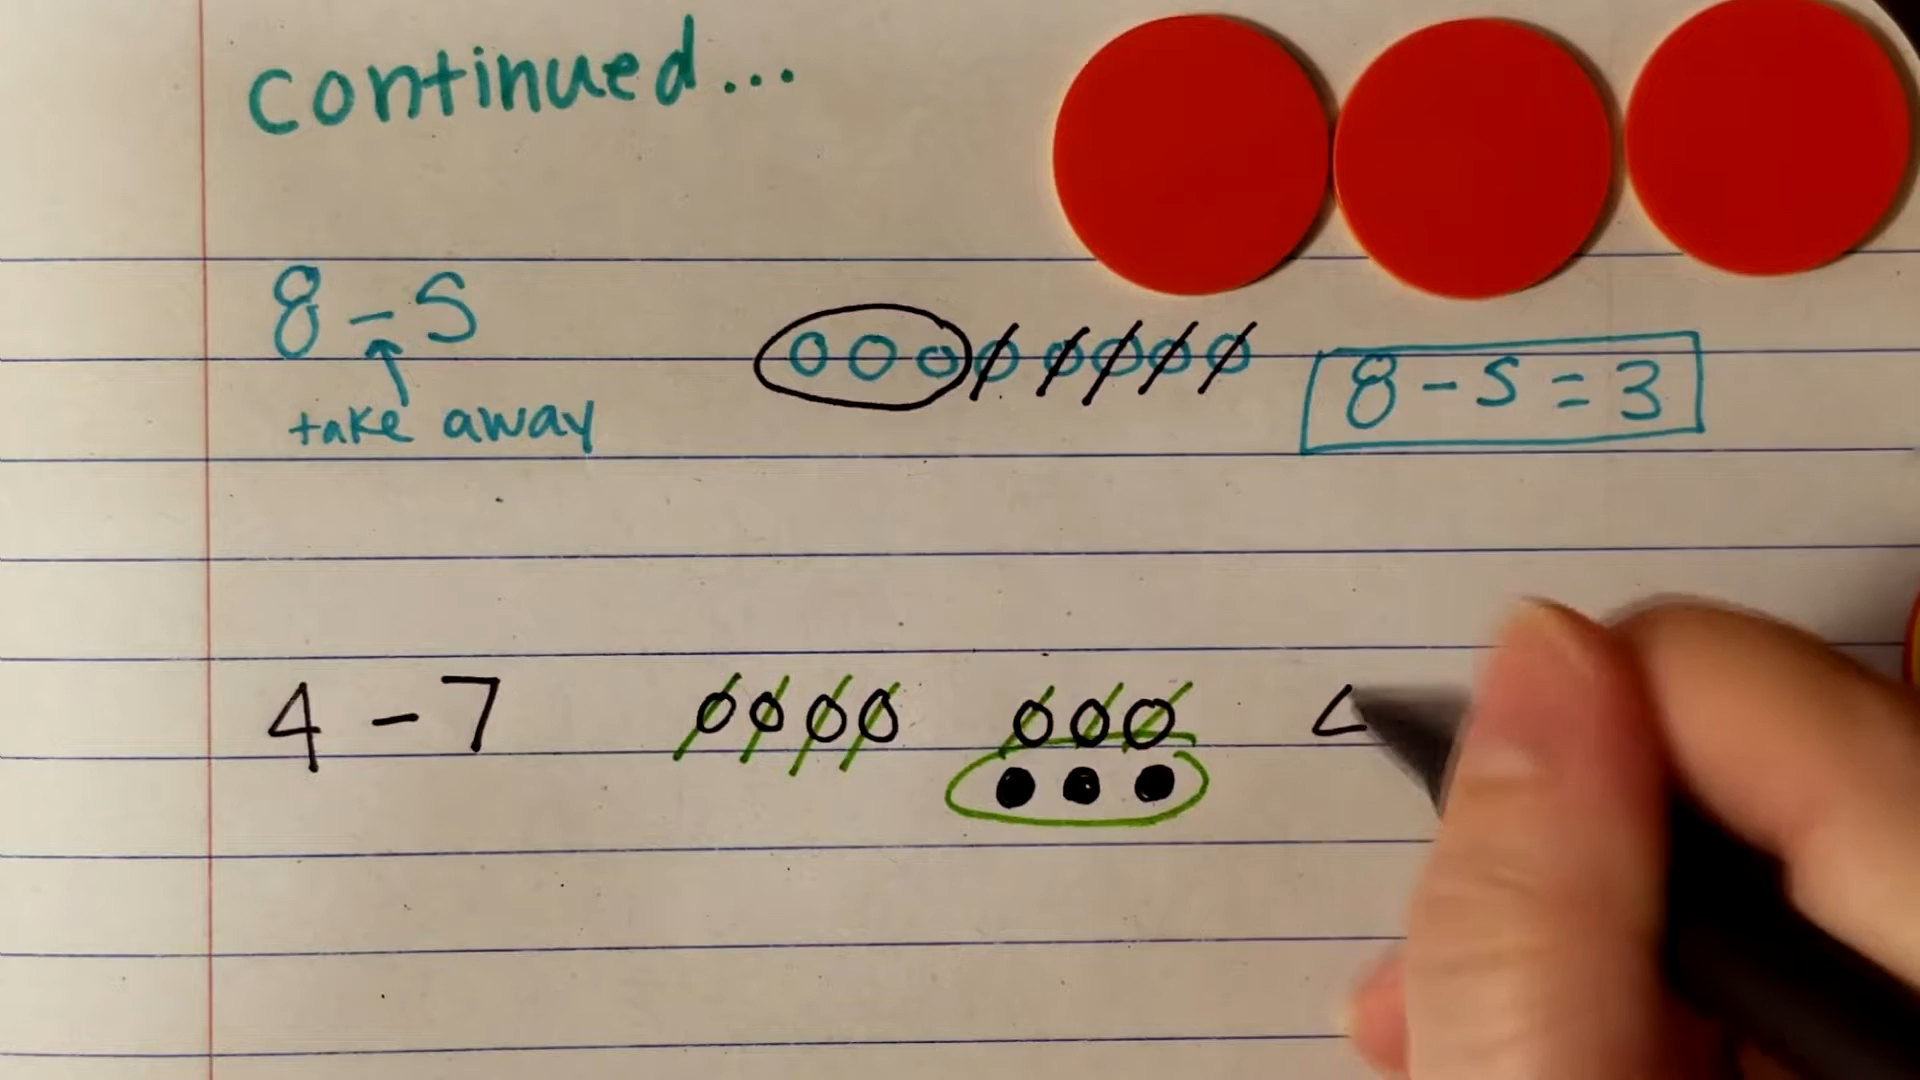 continued...
8 - 5
take away
8 - 5 = 3
4 - 7